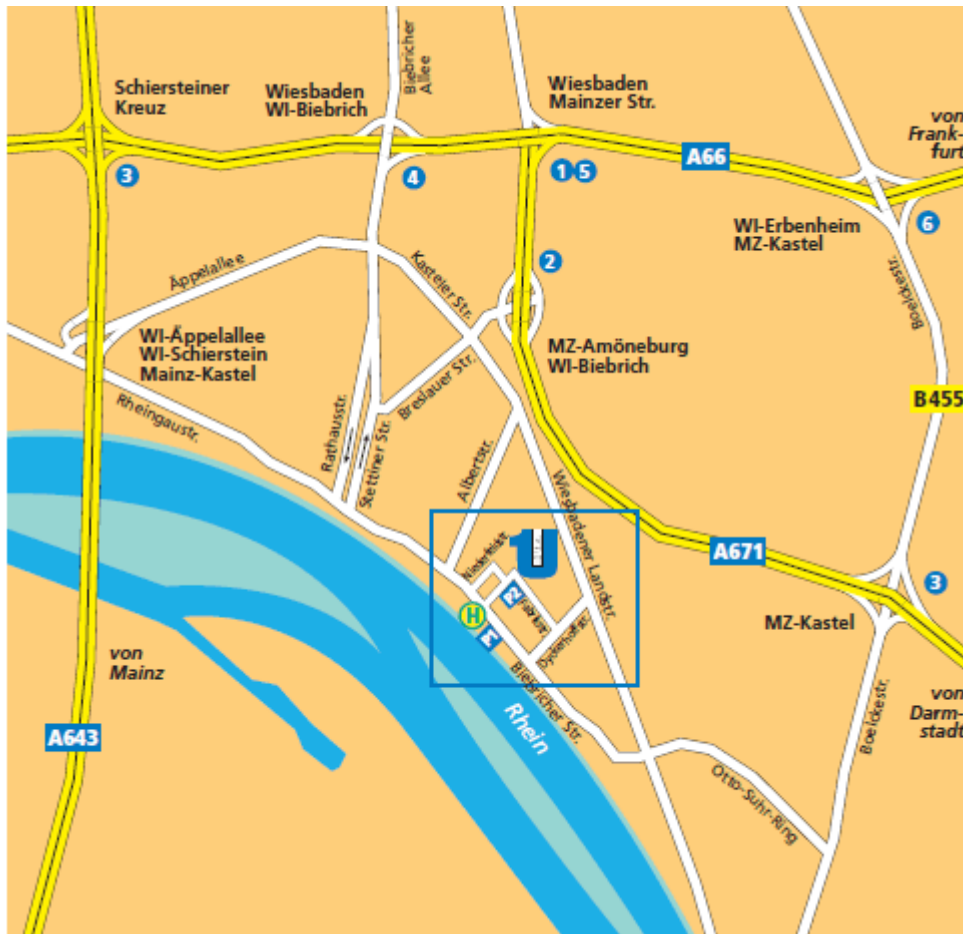 Biebricher
Allee
Schiersteiner
Kreuz
Wiesbaden
WI-Biebrich
Wiesbaden
Mainzer Str.
von
Frank-
furt
A66
3
4
1 5
WI-Erbenheim
MZ-Kastel
6
Äppelallee
Kasteler Str.
2
Boelckestr.
WI-Äppelallee
WI-Schierstein
Mainz-Kastel
MZ-Amöneburg
WI-Biebrich
Breslauer Str.
B455
Rheingaustr.
Rathausstr.
Stettiner Str.
Albertstr.
Wiesbadener Landstr.
A671
Niederfeldstr.
P2
Fabrikstr.
3
H
MZ-Kastel
Dyckerhoffstr.
von
Mainz
Biebricher Str.
Rhein
von
Darm-
stadt
A643
Boelckestr.
Otto-Suhr-Ring